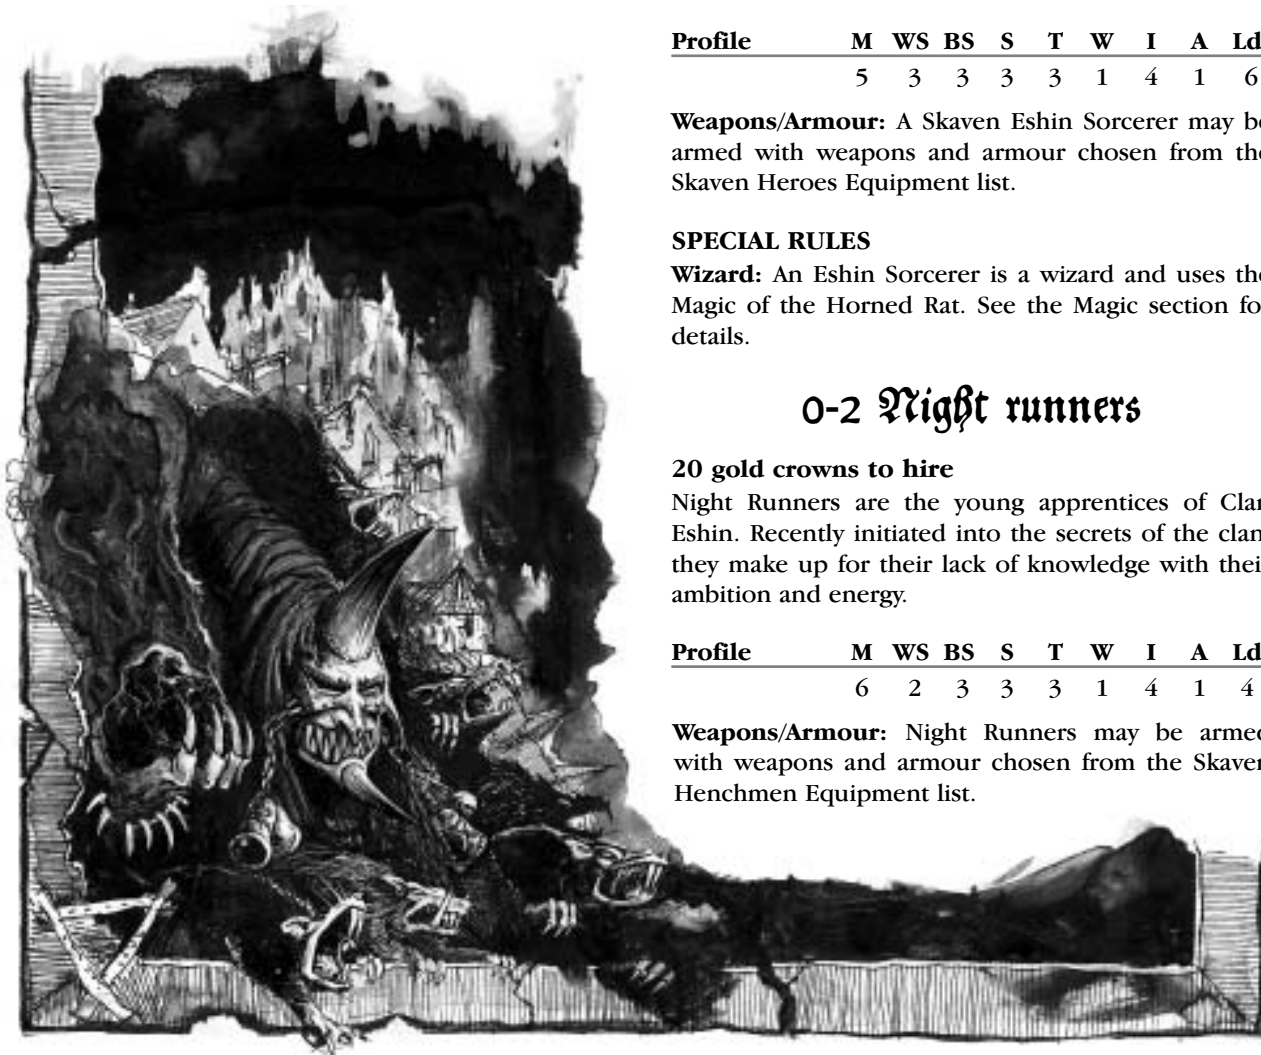 Profile M WS BS S T W I A Ld
5 3 3 3 3 1 4 1 6
Weapons/Armour: A Skaven Eshin Sorcerer may be
armed with weapons and armour chosen from the
Skaven Heroes Equipment list.
SPECIAL RULES
Wizard: An Eshin Sorcerer is a wizard and uses the
Magic of the Horned Rat. See the Magic section fo
details.
0-2 Night runners
20 gold crowns to hire
Night Runners are the young apprentices of Clan
Eshin. Recently initiated into the secrets of the clan
they make up for their lack of knowledge with thei
ambition and energy.
Profile M WS BS S T W I A Ld
6 2 3 3 3 1 4 1 4
Weapons/Armour: Night Runners may be armed
with weapons and armour chosen from the Skaven
Henchmen Equipment list.